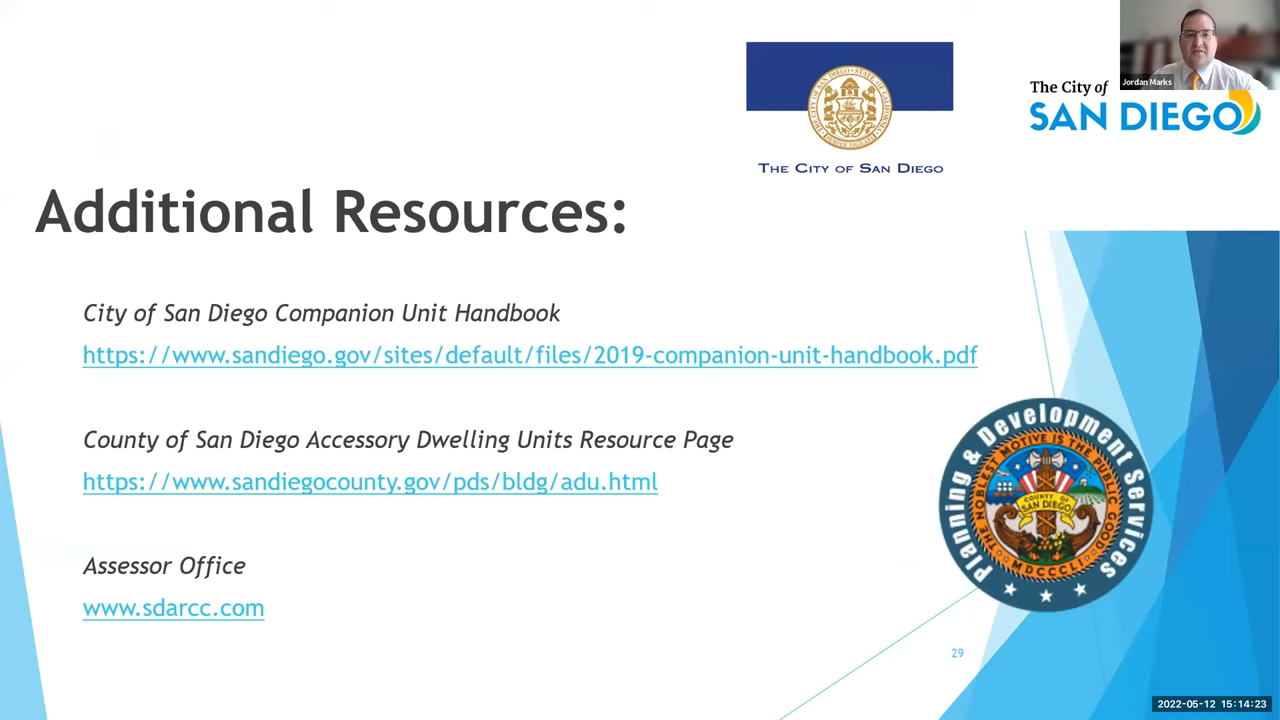 Jordan Marks
The City of
SAN DIEGO
THE CITY OF SAN DIEGO
Additional Resources:
City of San Diego Companion Unit Handbook
https://www.sandiego.gov/sites/default/files/2019-companion-unit-handbook.pdf
County of San Diego Accessory Dwelling Units Resource Page
https://www.sandiegocounty.gov/pds/bldg/adu.html
Assessor Office
www.sdarcc.com
Planning & Development Services
THE NOBLEST MOTIVE IS THE PUBLIC GOOD
COUNTY OF
SAN DIEGO
MDCCCLI
29
2022-05-12 15:14:23